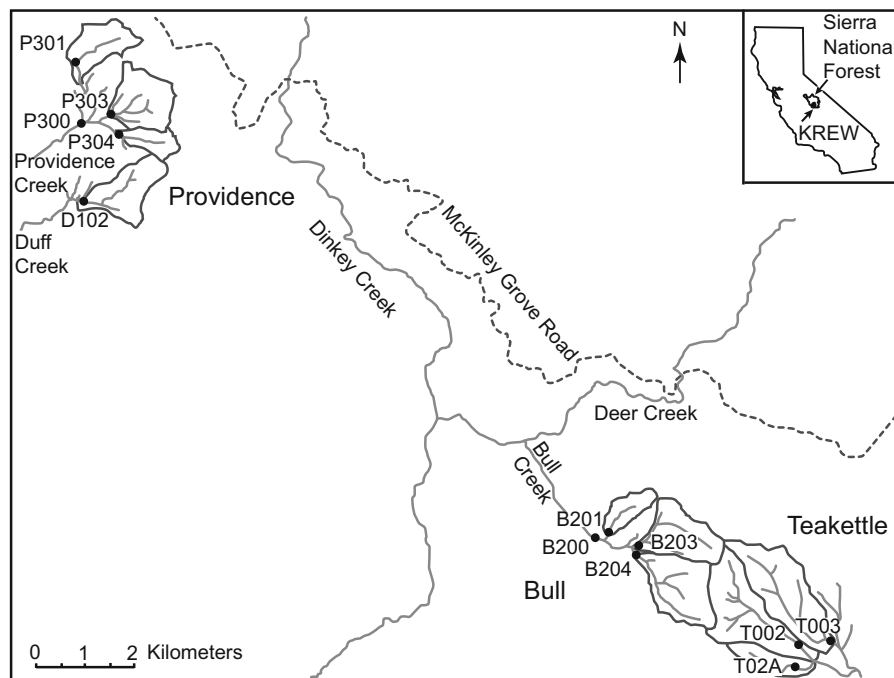 P301
P303
P300
P304
Providence
Creek
D102
Duff
Creek
Providence
N
Sierra
National
Forest
KREW
Dinkey Creek
McKinley Grove Road
Deer Creek
Bull
Creek
B201
B200
B203
B204
Bull
Teakettle
T003
T002
T02A
0 1 2 Kilometers